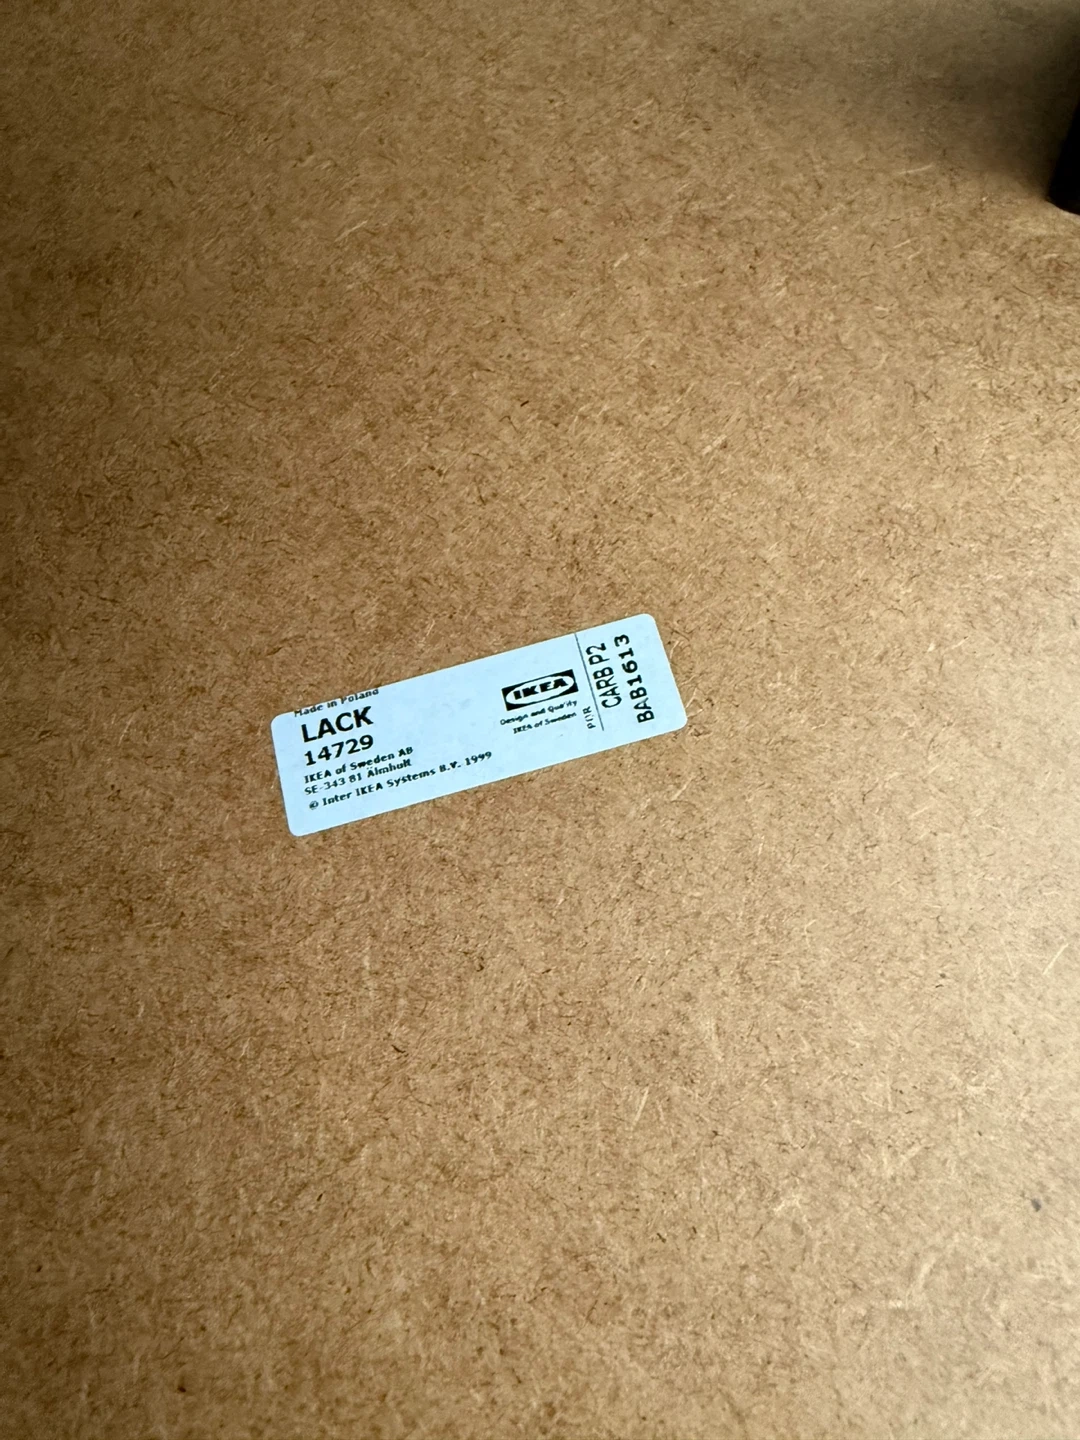 Made in Poland
LACK
14729
IKEA of Sweden AB
SE-343 81 Älmhult
© Inter IKEA Systems B.V. 1999
IKEA
Design and Quality
IKEA of Sweden
CARB P2
BAB1613